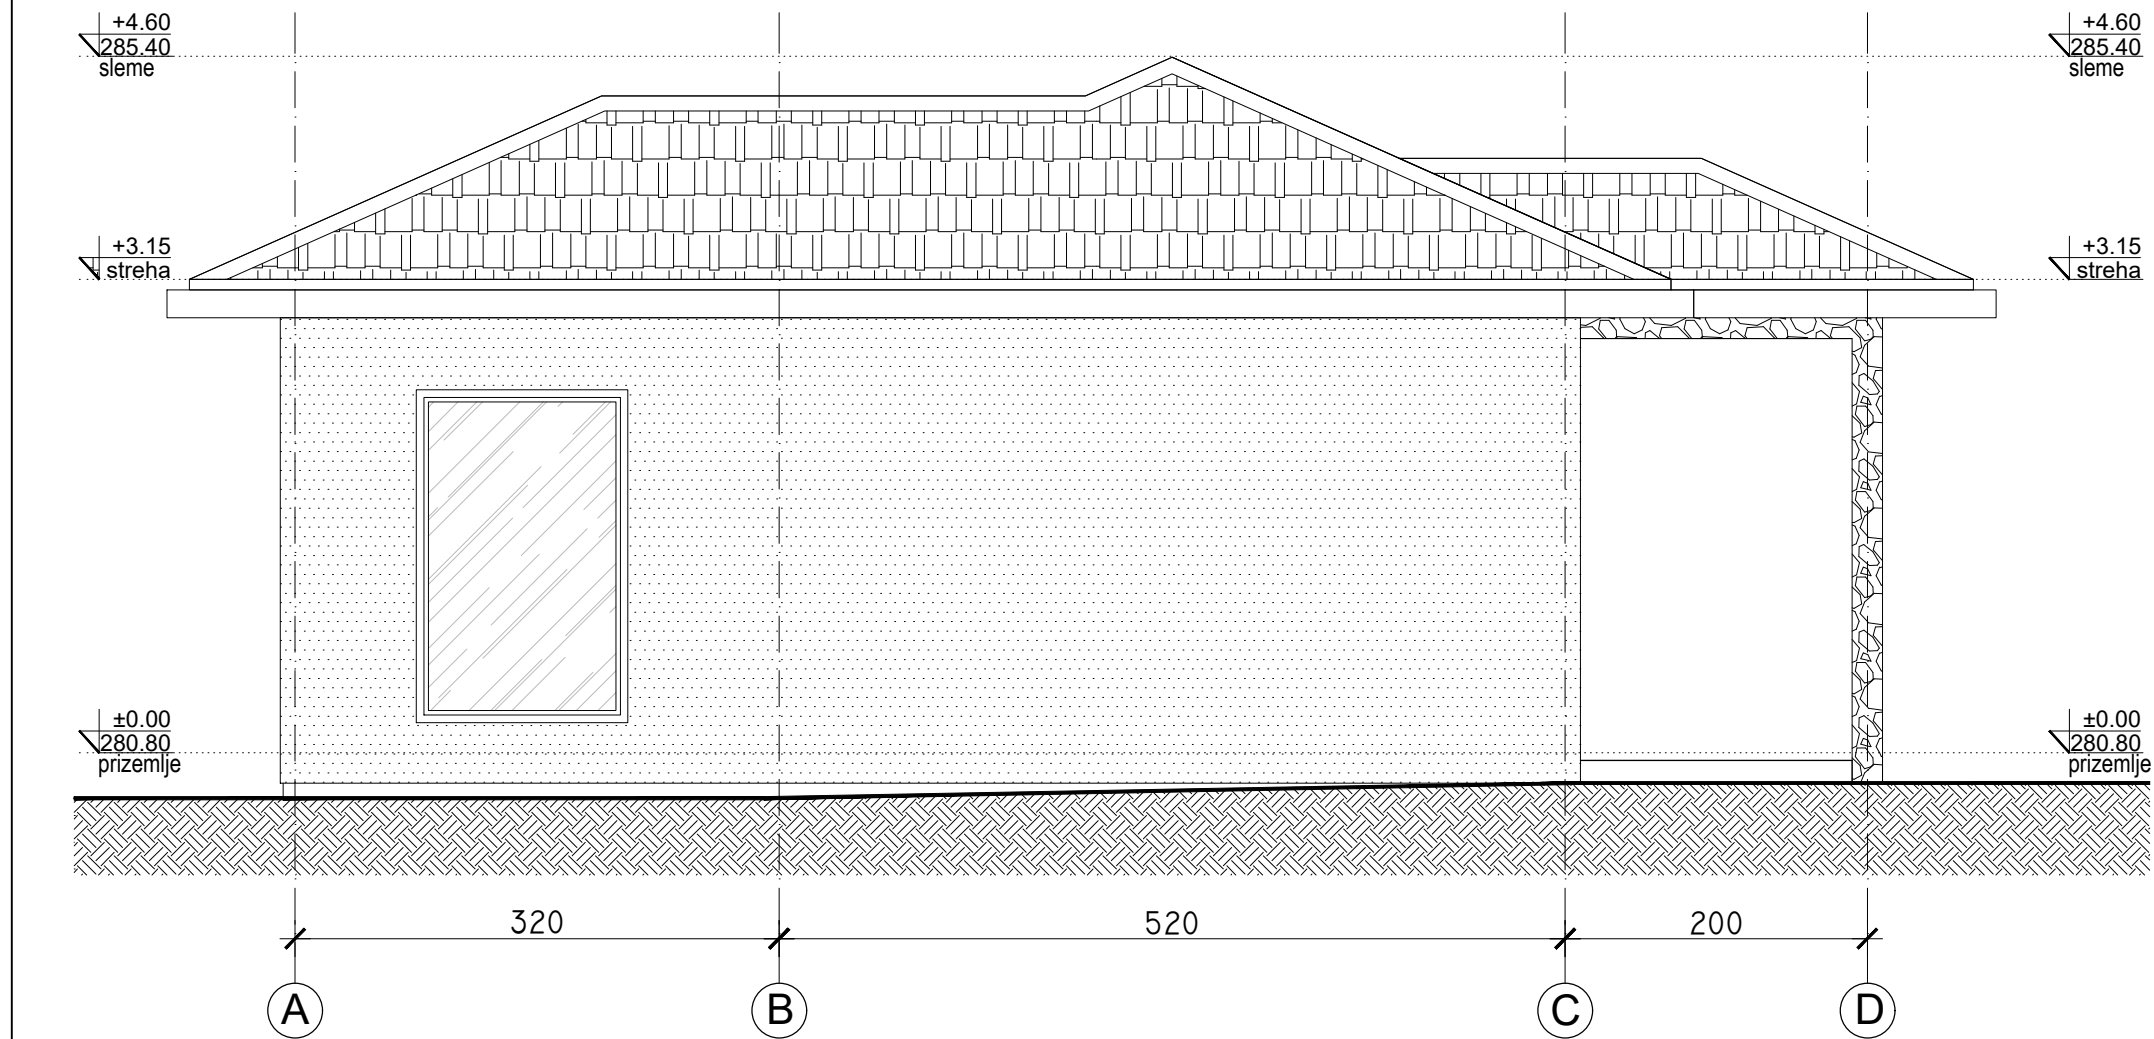 +4.60
285.40
sleme
+4.60
285.40
sleme
+3.15
streha
+3.15
streha
±0.00
280.80
prizemlje
±0.00
280.80
prizemlje
320
520
200
A
B
C
D